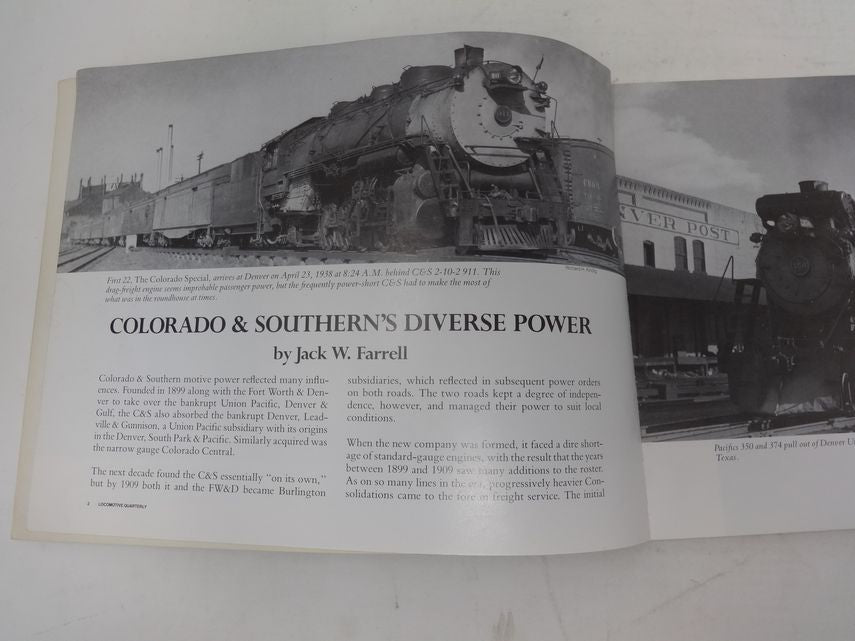 First 22, The Colorado Special, arrives at Denver on April 23, 1938 at 8:24 A.M. behind C&S 2-10-2 911. This
drag-freight engine seems improbable passenger power, but the frequently power-short C&S had to make the most of
what was in the roundhouse at times.
COLORADO & SOUTHERN'S DIVERSE POWER
by Jack W. Farrell
Colorado & Southern motive power reflected many influ-
ences. Founded in 1899 along with the Fort Worth & Den-
ver to take over the bankrupt Union Pacific, Denver &
Gulf, the C&S also absorbed the bankrupt Denver, Lead-
ville & Gunnison, a Union Pacific subsidiary with its origins
in the Denver, South Park & Pacific. Similarly acquired was
the narrow gauge Colorado Central.
The next decade found the C&S essentially "on its own,"
but by 1909 both it and the FW&D became Burlington
subsidiaries, which reflected in subsequent power orders
on both roads. The two roads kept a degree of indepen-
dence, however, and managed their power to suit local
conditions.
When the new company was formed, it faced a dire short-
age of standard-gauge engines, with the result that the years
between 1899 and 1909 saw many additions to the roster.
As on so many lines in the era, progressively heavier Con-
solidations came to the fore in freight service. The initial
2 LOCOMOTIVE QUARTERLY
VER POST
Pacifics 350 and 374 pull out of Denver
Texas.